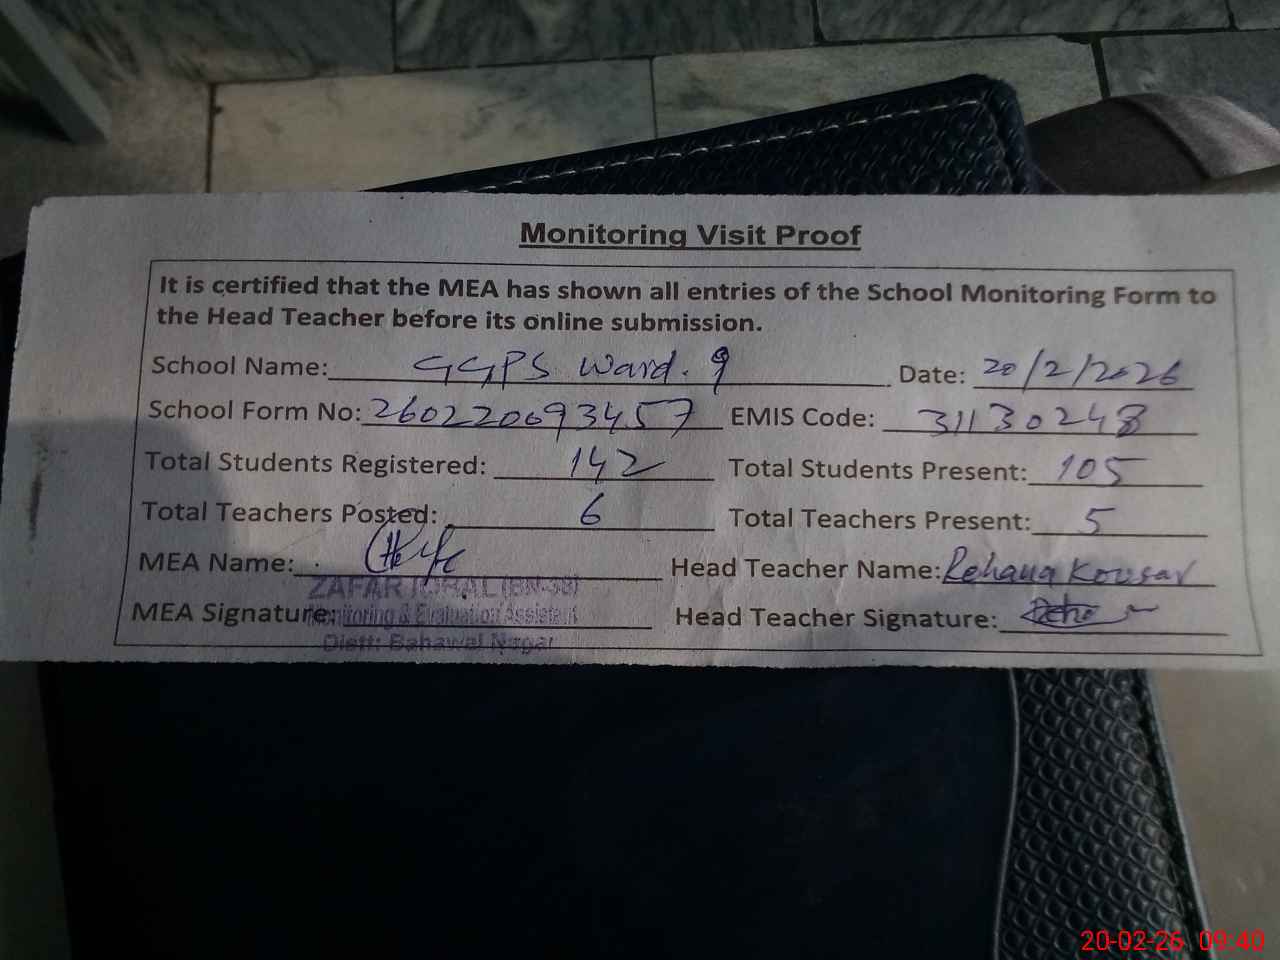 Monitoring Visit Proof
It is certified that the MEA has shown all entries of the School Monitoring Form to
the Head Teacher before its online submission.
School Name: GGPS Ward. 9 Date: 20/2/2026
School Form No: 260220093457 EMIS Code: 31130248
Total Students Registered: 142 Total Students Present: 105
Total Teachers Posted: 6 Total Teachers Present: 5
MEA Name: Head Teacher Name: Rehana Kousar
ZAFAR IQBAL (BN-38)
MEA Signature: Monitoring & Evaluation Assistent Head Teacher Signature:
Distt: Bahawal Nagar
20-02-26 09:40